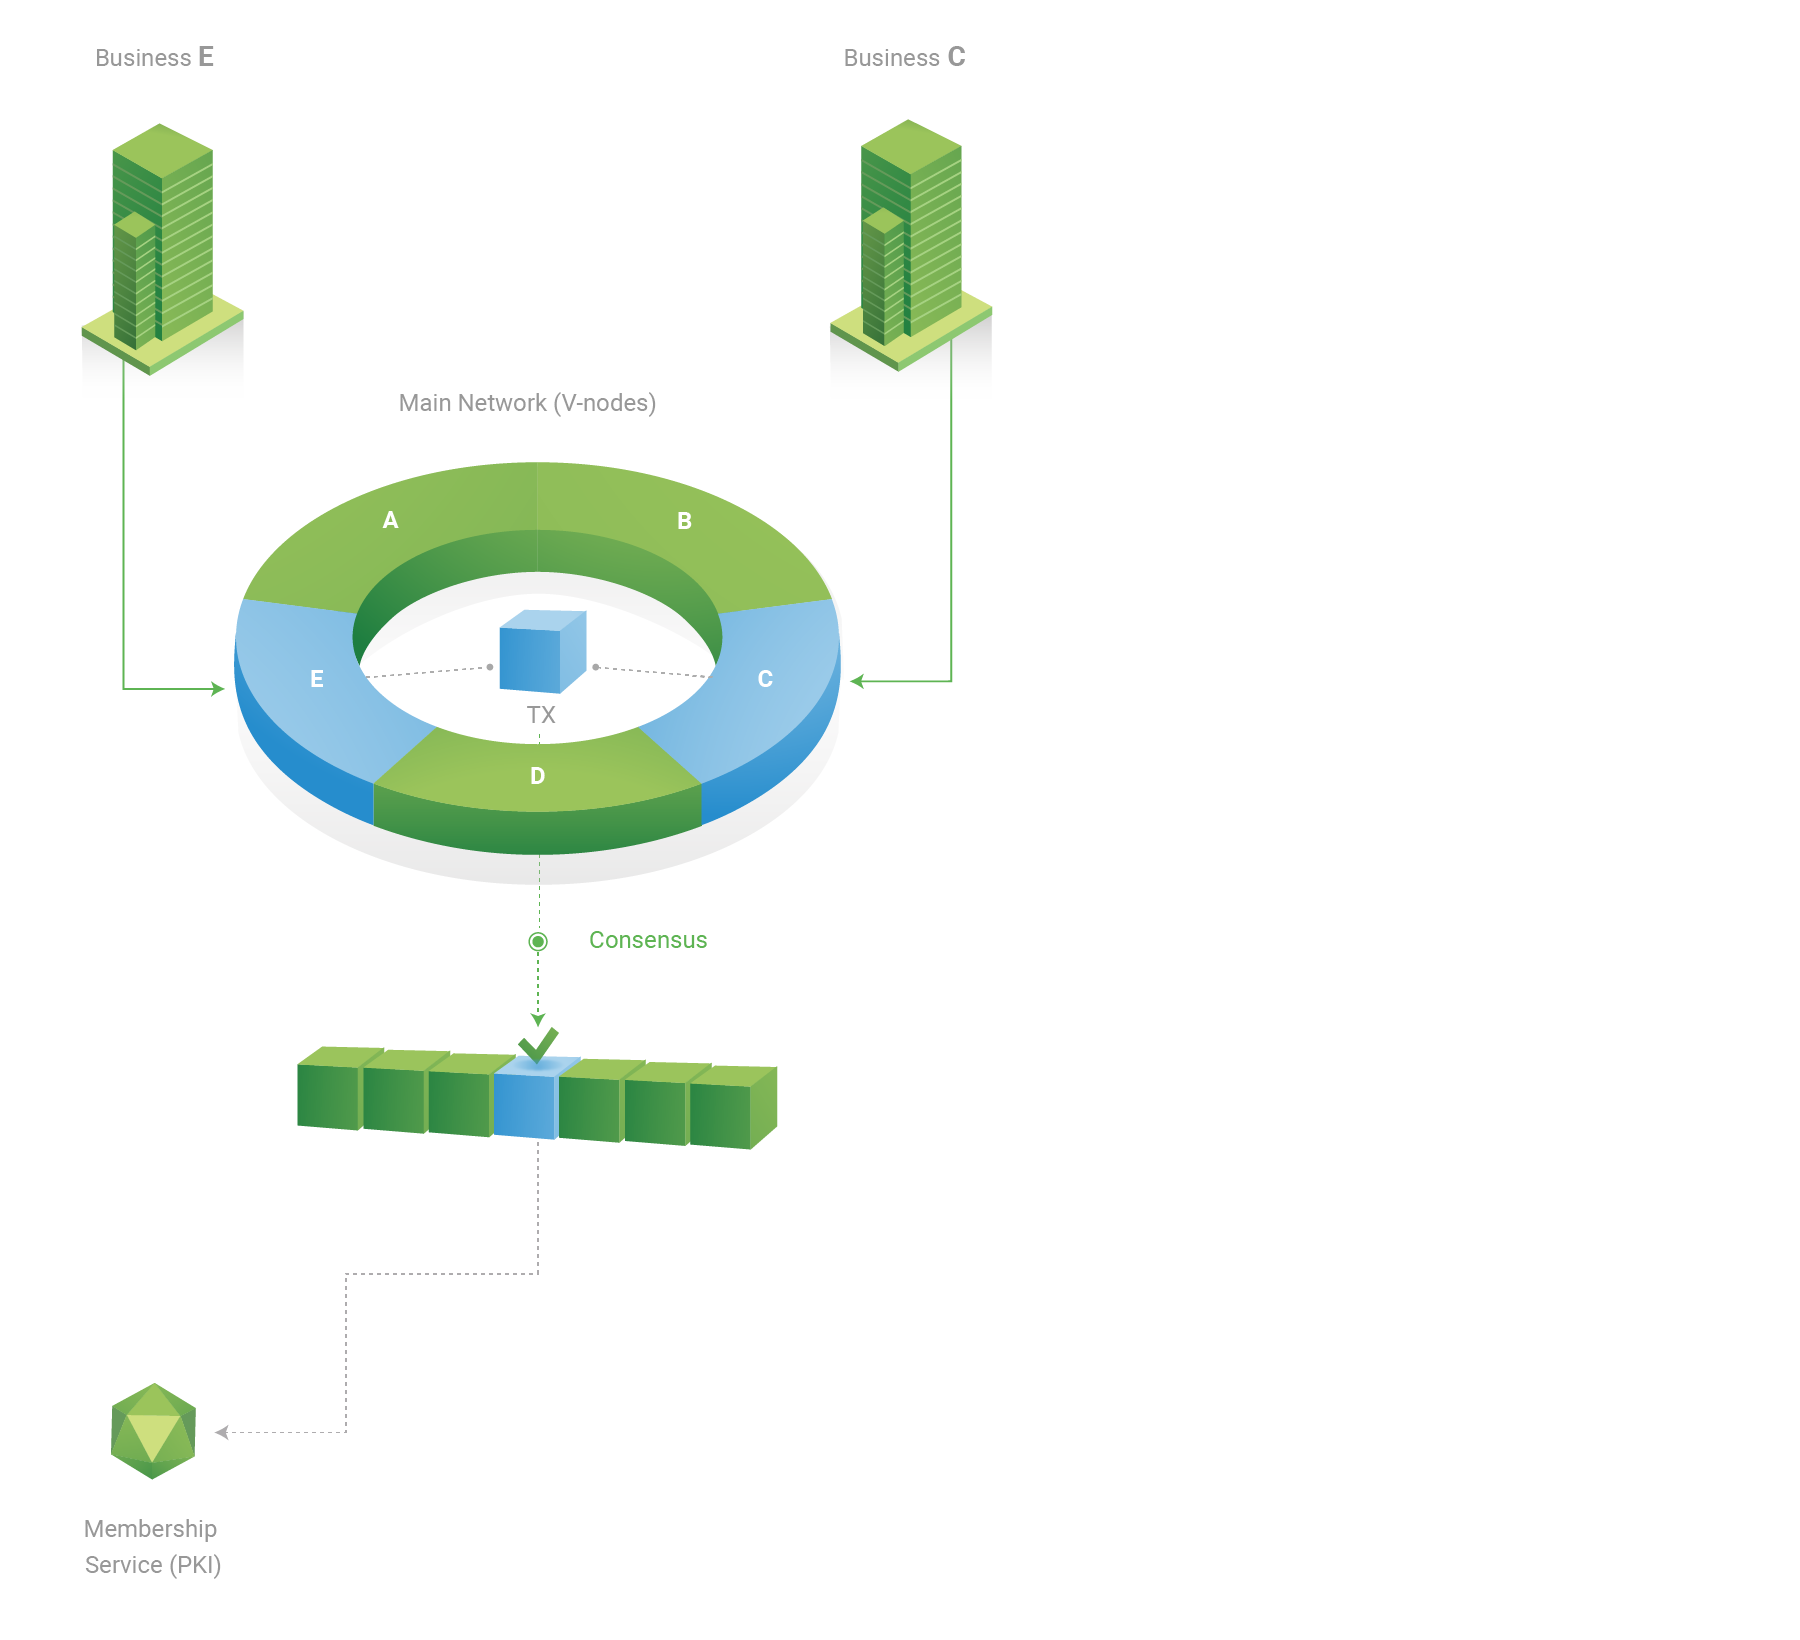 Business E
Business C
Main Network (V-nodes)
A
B
E
C
TX
D
Consensus
Membership
Service (PKI)